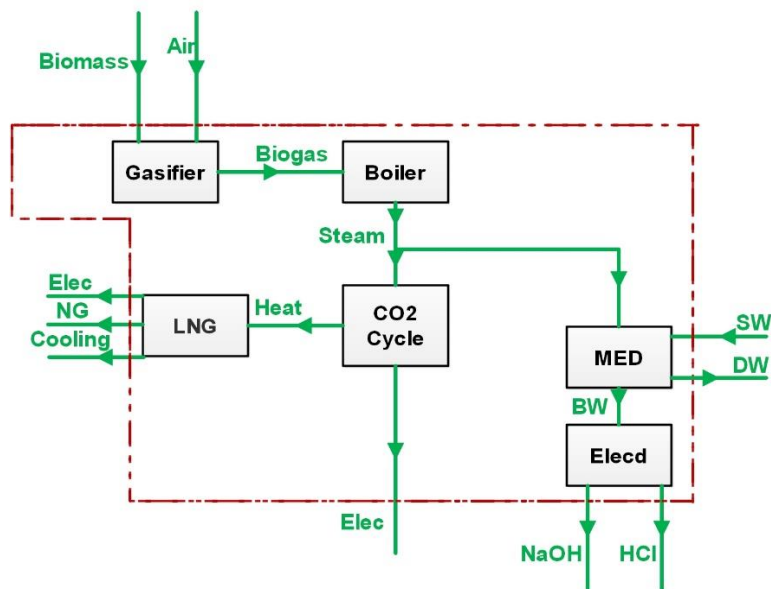 Air
Biomass
Gasifier
Biogas
Boiler
Steam
Elec
NG
Cooling
LNG
Heat
CO2
Cycle
SW
DW
MED
BW
Elecd
Elec
NaOH
HCl